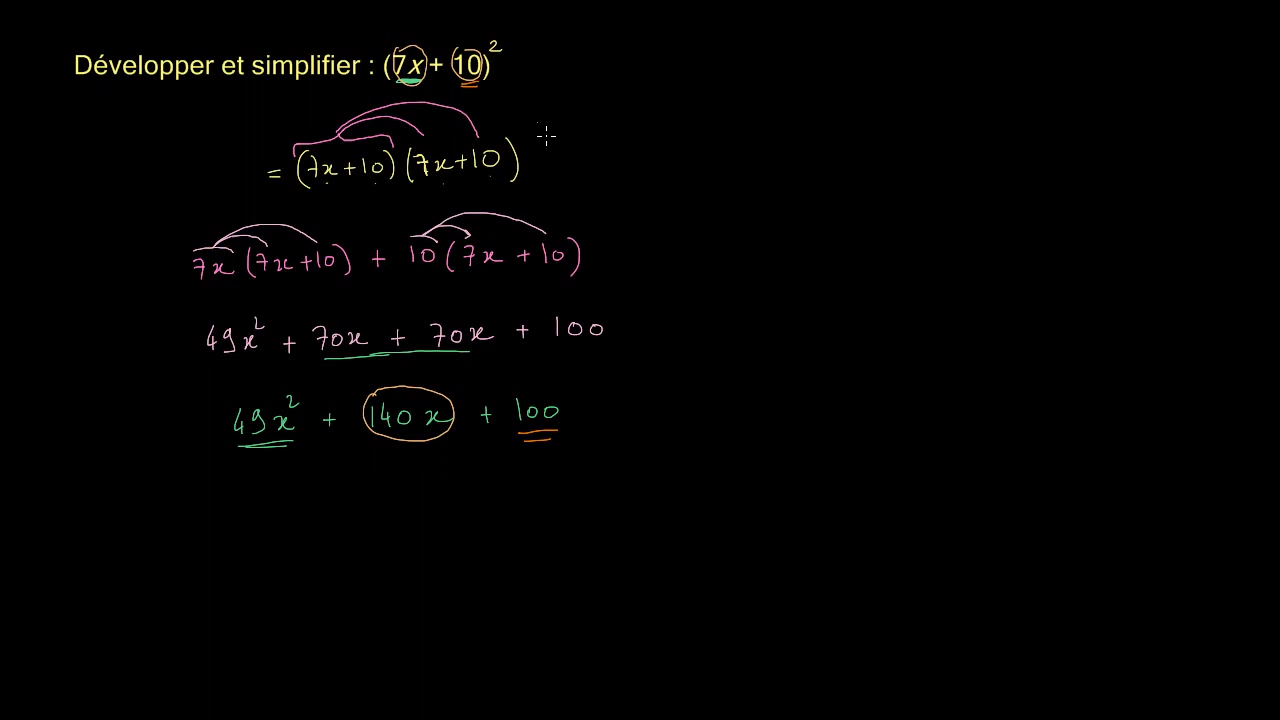 Développer et simplifier : (7x + 10)²
= (7x+10) (7x+10)
7x (7x+10) + 10 (7x + 10)
49x² + 70x + 70x + 100
49x² + 140x + 100